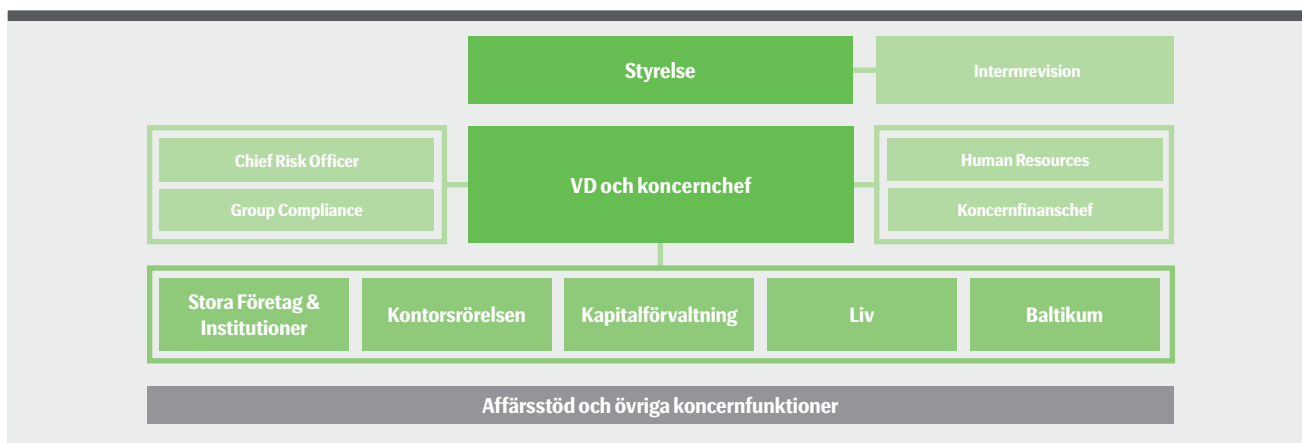 Styrelse
Interrnrevision
Chief Risk Officer
Group Compliance
VD och koncernchef
Human Resources
Koncernfinanschef
Stora Företag &
Institutioner
Kontorsrörelsen
Kapitalförvaltning
Liv
Baltikum
Affärsstöd och övriga koncernfunktioner